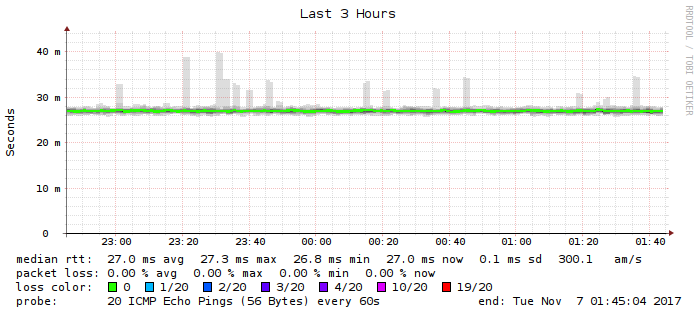 Last 3 Hours
RRDTOOL / TOBI OETIKER
Seconds
40 m
30 m
20 m
10 m
0
23:00 23:20 23:40 00:00 00:20 00:40 01:00 01:20 01:40
median rtt: 27.0 ms avg 27.3 ms max 26.8 ms min 27.0 ms now 0.1 ms sd 300.1 am/s
packet loss: 0.00 % avg 0.00 % max 0.00 % min 0.00 % now
loss color: 0 1/20 2/20 3/20 4/20 10/20 19/20
probe: 20 ICMP Echo Pings (56 Bytes) every 60s end: Tue Nov 7 01:45:04 2017